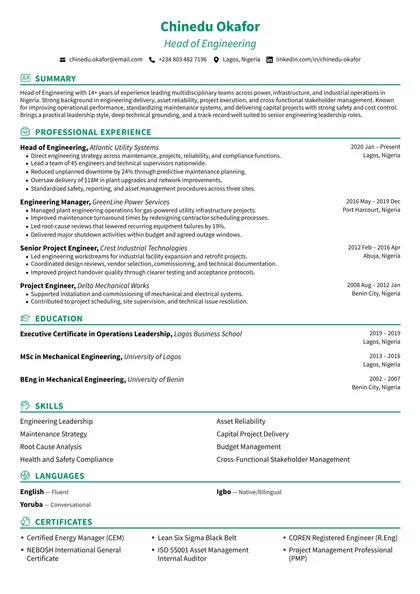 Chinedu Okafor
Head of Engineering
chinedu.okafor@email.com +234 803 482 7196 Lagos, Nigeria linkedin.com/in/chinedu-okafor
SUMMARY
Head of Engineering with 14+ years of experience leading multidisciplinary teams across power, infrastructure, and industrial operations in
Nigeria. Strong background in engineering delivery, asset reliability, project execution, and cross-functional stakeholder management. Known
for improving operational performance, standardizing maintenance systems, and delivering capital projects with strong safety and cost control.
Brings a practical leadership style, deep technical grounding, and a track record well suited to senior engineering leadership roles.
PROFESSIONAL EXPERIENCE
Head of Engineering, Atlantic Utility Systems 2020 Jan – Present
• Direct engineering strategy across maintenance, projects, reliability, and compliance functions. Lagos, Nigeria
• Lead a team of 45 engineers and technical supervisors nationwide.
• Reduced unplanned downtime by 24% through predictive maintenance planning.
• Oversaw delivery of $18M in plant upgrades and network improvements.
• Standardized safety, reporting, and asset management procedures across three sites.
Engineering Manager, GreenLine Power Services 2016 May – 2019 Dec
• Managed plant engineering operations for gas-powered utility infrastructure projects. Port Harcourt, Nigeria
• Improved maintenance turnaround times by redesigning contractor scheduling processes.
• Led root-cause reviews that lowered recurring equipment failures by 19%.
• Delivered major shutdown activities within budget and agreed outage windows.
Senior Project Engineer, Crest Industrial Technologies 2012 Feb – 2016 Apr
• Led engineering workstreams for industrial facility expansion and retrofit projects. Abuja, Nigeria
• Coordinated design reviews, vendor selection, commissioning, and technical documentation.
• Improved project handover quality through clearer testing and acceptance protocols.
Project Engineer, Delta Mechanical Works 2008 Aug – 2012 Jan
• Supported installation and commissioning of mechanical and electrical systems. Benin City, Nigeria
• Contributed to project scheduling, site supervision, and technical issue resolution.
EDUCATION
Executive Certificate in Operations Leadership, Lagos Business School 2019 – 2019
Lagos, Nigeria
MSc in Mechanical Engineering, University of Lagos 2013 – 2015
Lagos, Nigeria
BEng in Mechanical Engineering, University of Benin 2002 – 2007
Benin City, Nigeria
SKILLS
Engineering Leadership Asset Reliability
Maintenance Strategy Capital Project Delivery
Root Cause Analysis Budget Management
Health and Safety Compliance Cross-Functional Stakeholder Management
LANGUAGES
English — Fluent Igbo — Native/Bilingual
Yoruba — Conversational
CERTIFICATES
• Certified Energy Manager (CEM) • Lean Six Sigma Black Belt • COREN Registered Engineer (R.Eng)
• NEBOSH International General • ISO 55001 Asset Management • Project Management Professional
Certificate Internal Auditor (PMP)